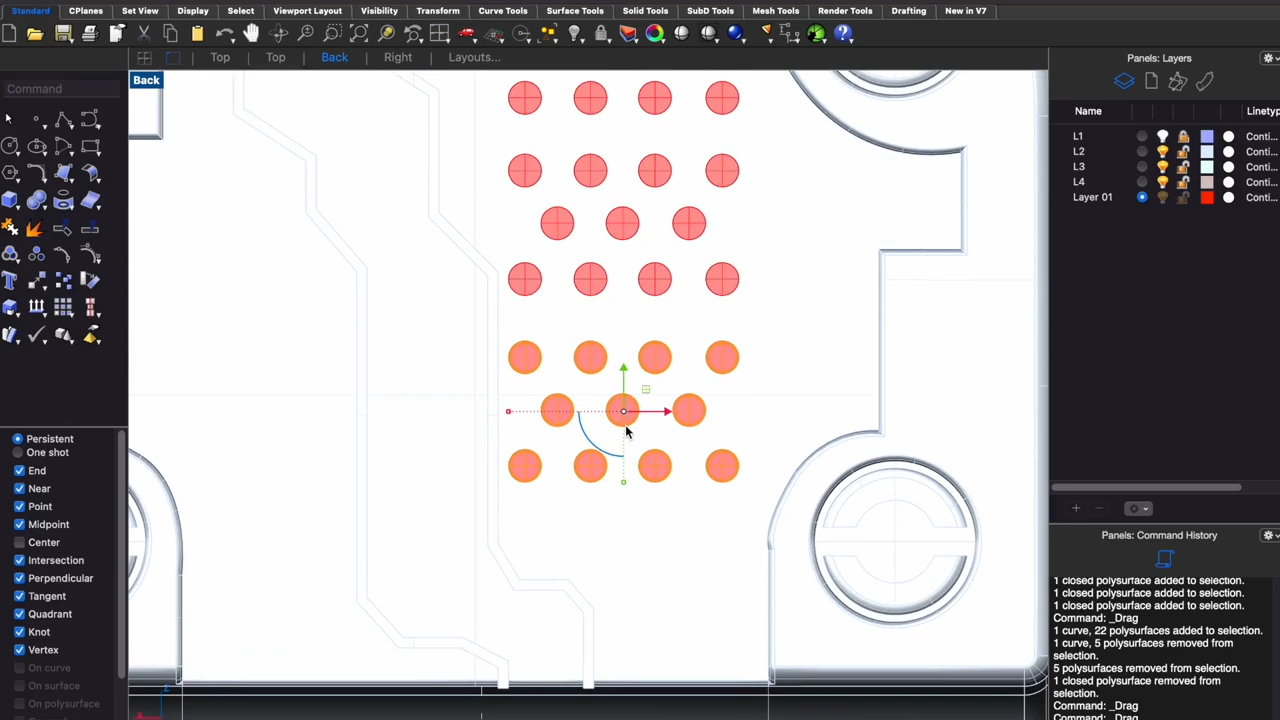 Standard CPlanes Set View Display Select Viewport Layout Visibility Transform Curve Tools Surface Tools Solid Tools SubD Tools Mesh Tools Render Tools Drafting New in V7
Top Top Back Right Layouts...
Panels: Layers
Back
Command
Name Linetyp
L1 Conti...
L2 Conti...
L3 Conti...
L4 Conti...
Layer 01 Conti...
Persistent
One shot
End
Near
Point
Midpoint
Center
Intersection
Perpendicular
Tangent
Quadrant
Knot
Vertex
On curve
On surface
On polysurface
Panels: Command History
1 closed polysurface added to selection.
1 closed polysurface added to selection.
1 closed polysurface added to selection.
Command: _Drag
1 curve, 22 polysurfaces added to selection.
1 curve, 5 polysurfaces removed from
selection.
5 polysurfaces removed from selection.
1 closed polysurface removed from
selection.
Command: _Drag
Command: _Drag
z